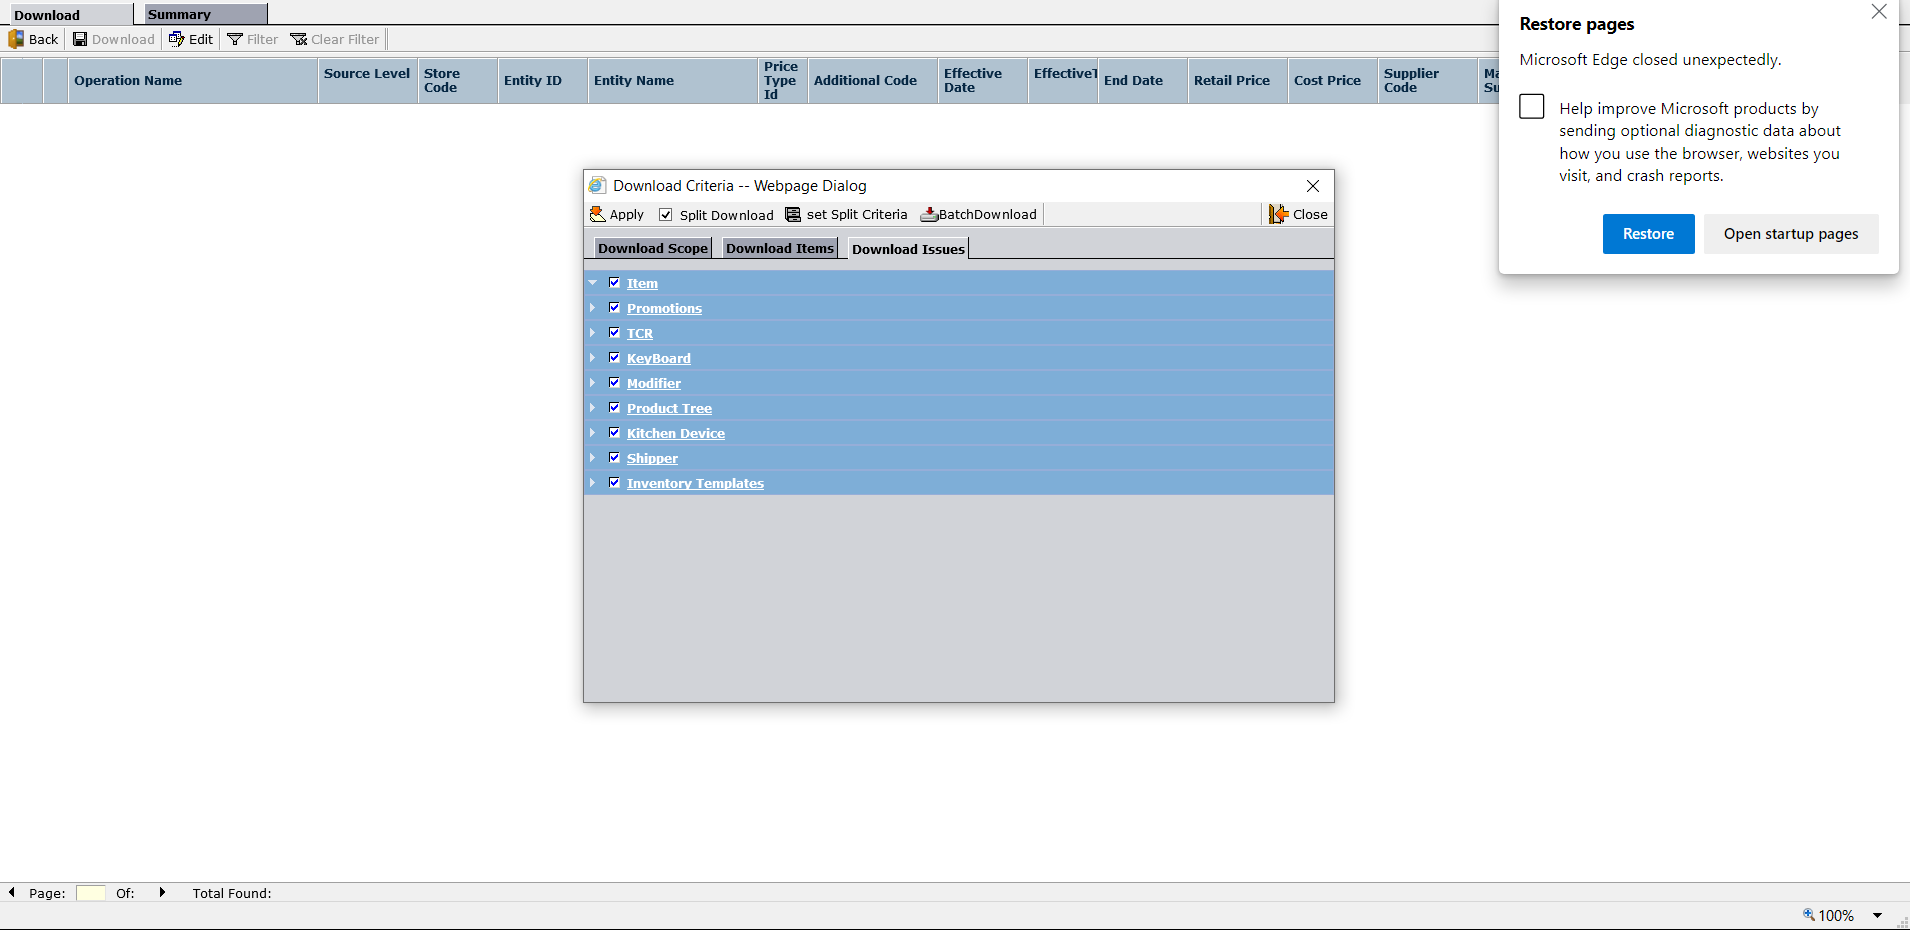 Download
Summary
Back
Download
Edit
Filter
Clear Filter
Operation Name
Source Level
Store
Code
Entity ID
Entity Name
Price
Type
Id
Additional Code
Effective
Date
EffectiveT
End Date
Retail Price
Cost Price
Supplier
Code
Ma
Su
Restore pages
Microsoft Edge closed unexpectedly.
Help improve Microsoft products by
sending optional diagnostic data about
how you use the browser, websites you
visit, and crash reports.
Restore
Open startup pages
Download Criteria -- Webpage Dialog
Apply
Split Download
set Split Criteria
BatchDownload
Close
Download Scope
Download Items
Download Issues
Item
Promotions
TCR
KeyBoard
Modifier
Product Tree
Kitchen Device
Shipper
Inventory Templates
Page:
Of:
Total Found:
100%